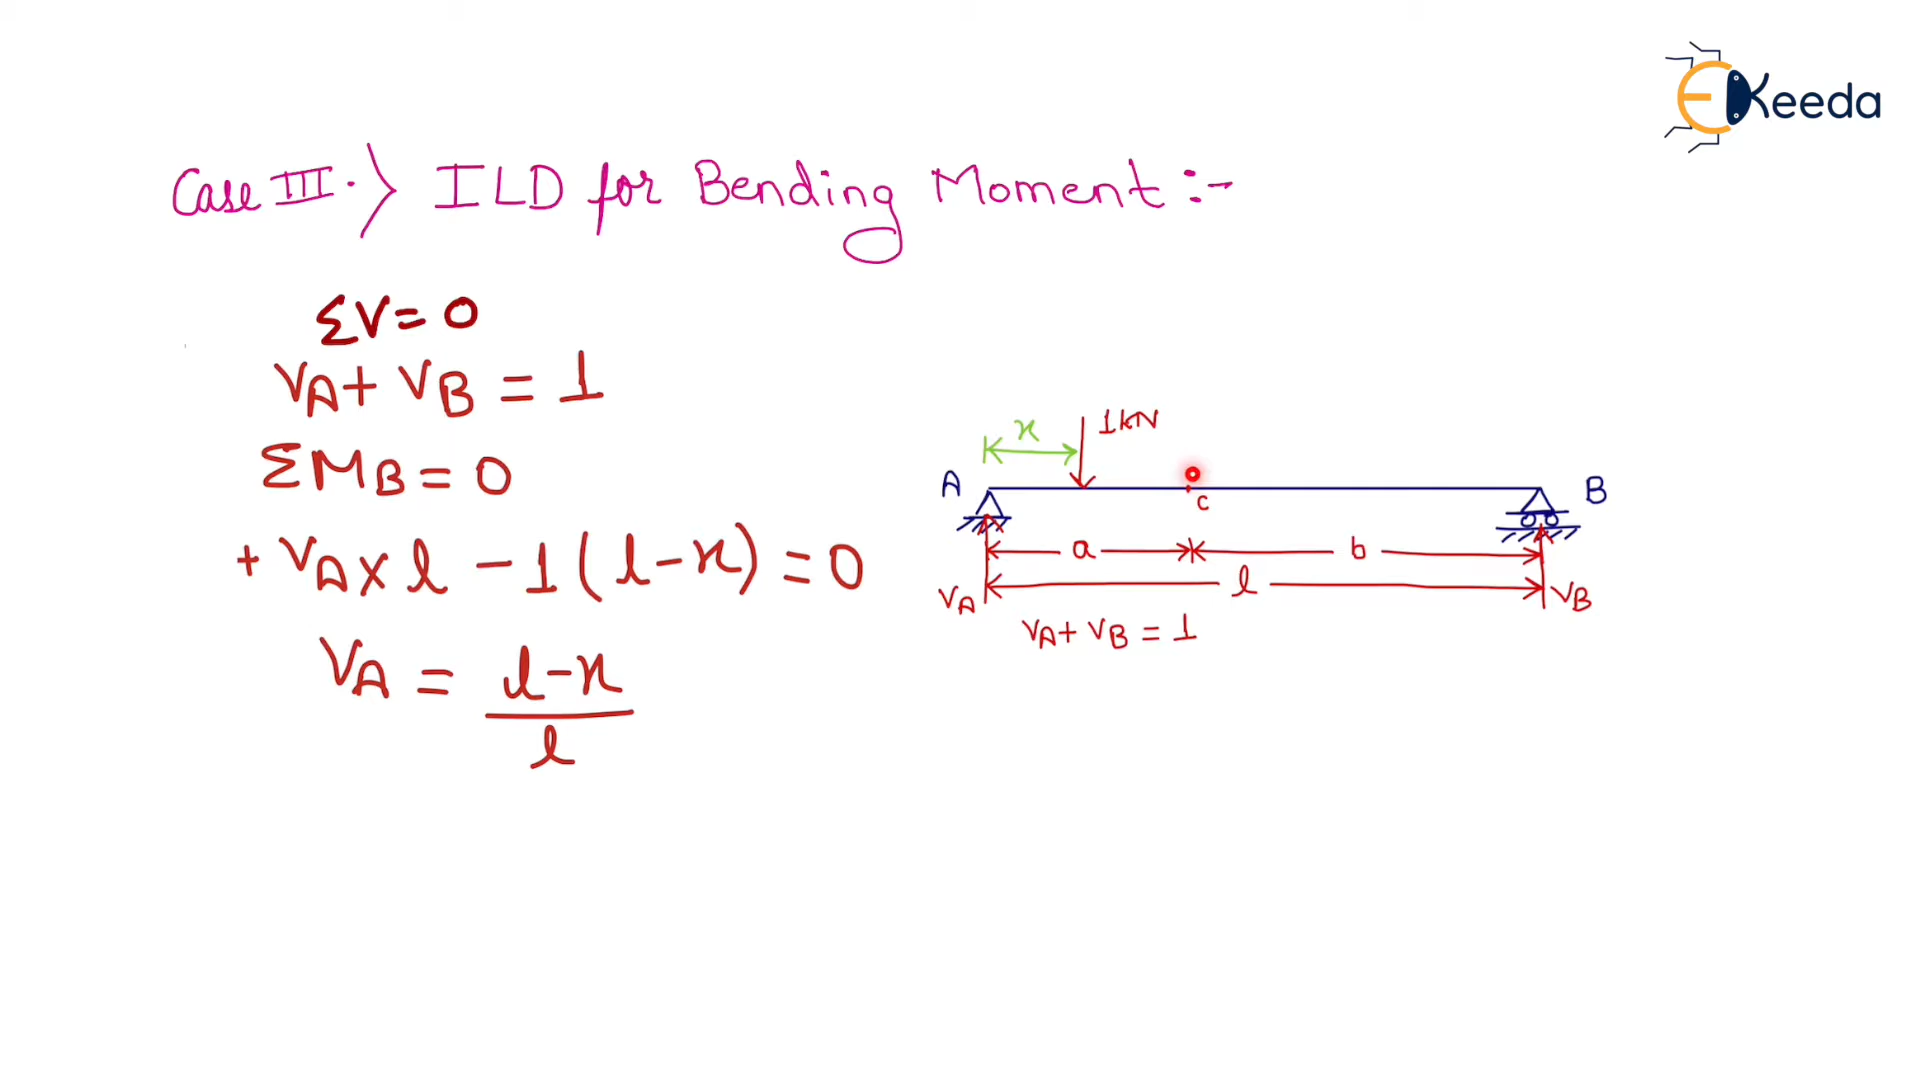 EKeeda
Case III.) ILD for Bending Moment :-
ΣV = 0
VA + VB = 1
ΣMB = 0
+ VA x l - 1 ( l - x ) = 0
VA = l - x / l
x 1kN
A c B
a b
VA l VB
VA + VB = 1